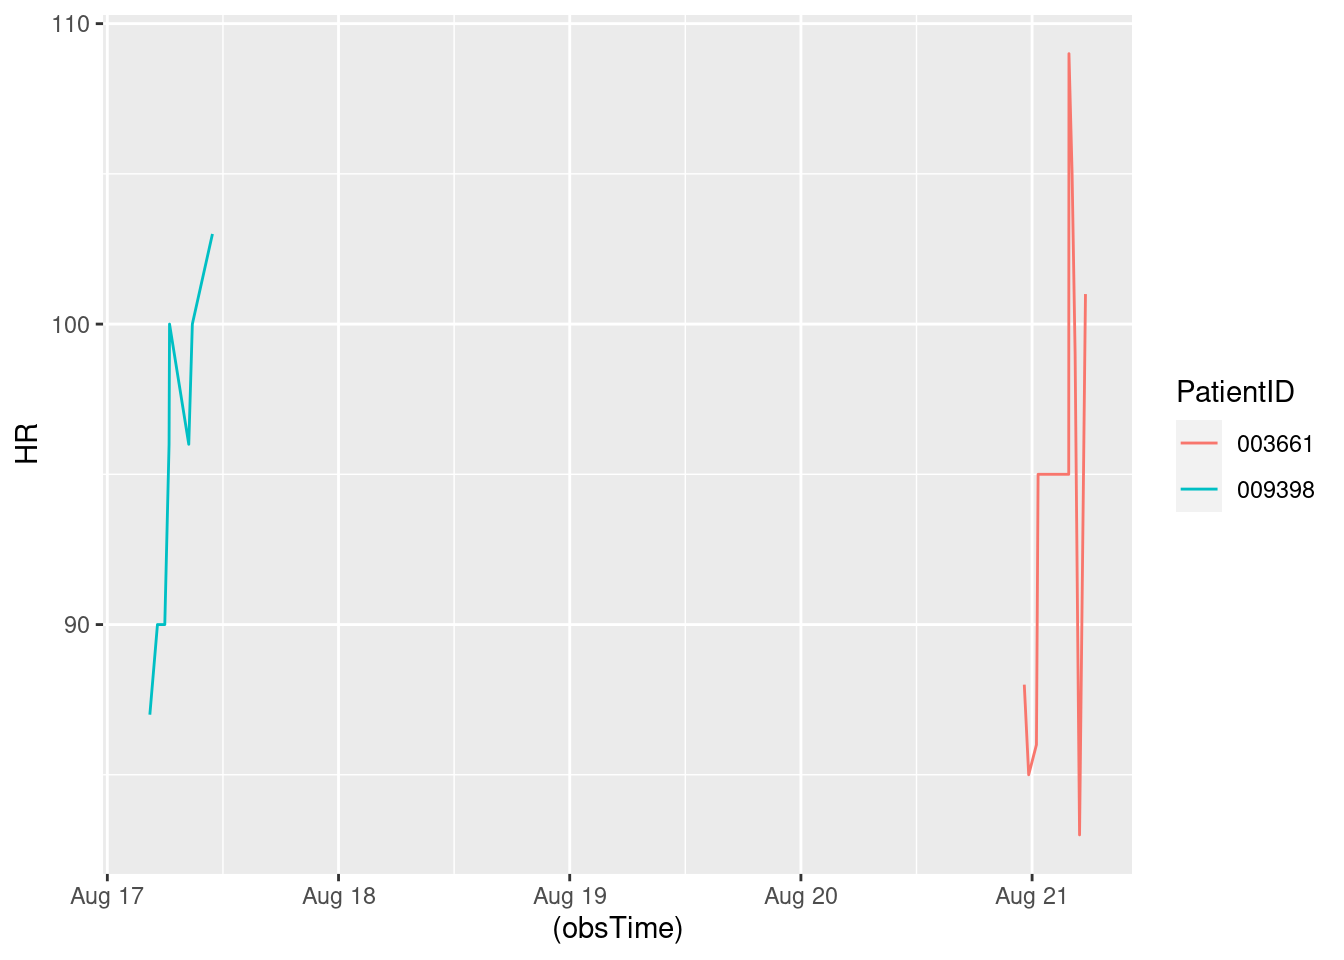 110
100
90
HR
Aug 17
Aug 18
Aug 19
Aug 20
Aug 21
(obsTime)
PatientID
003661
009398